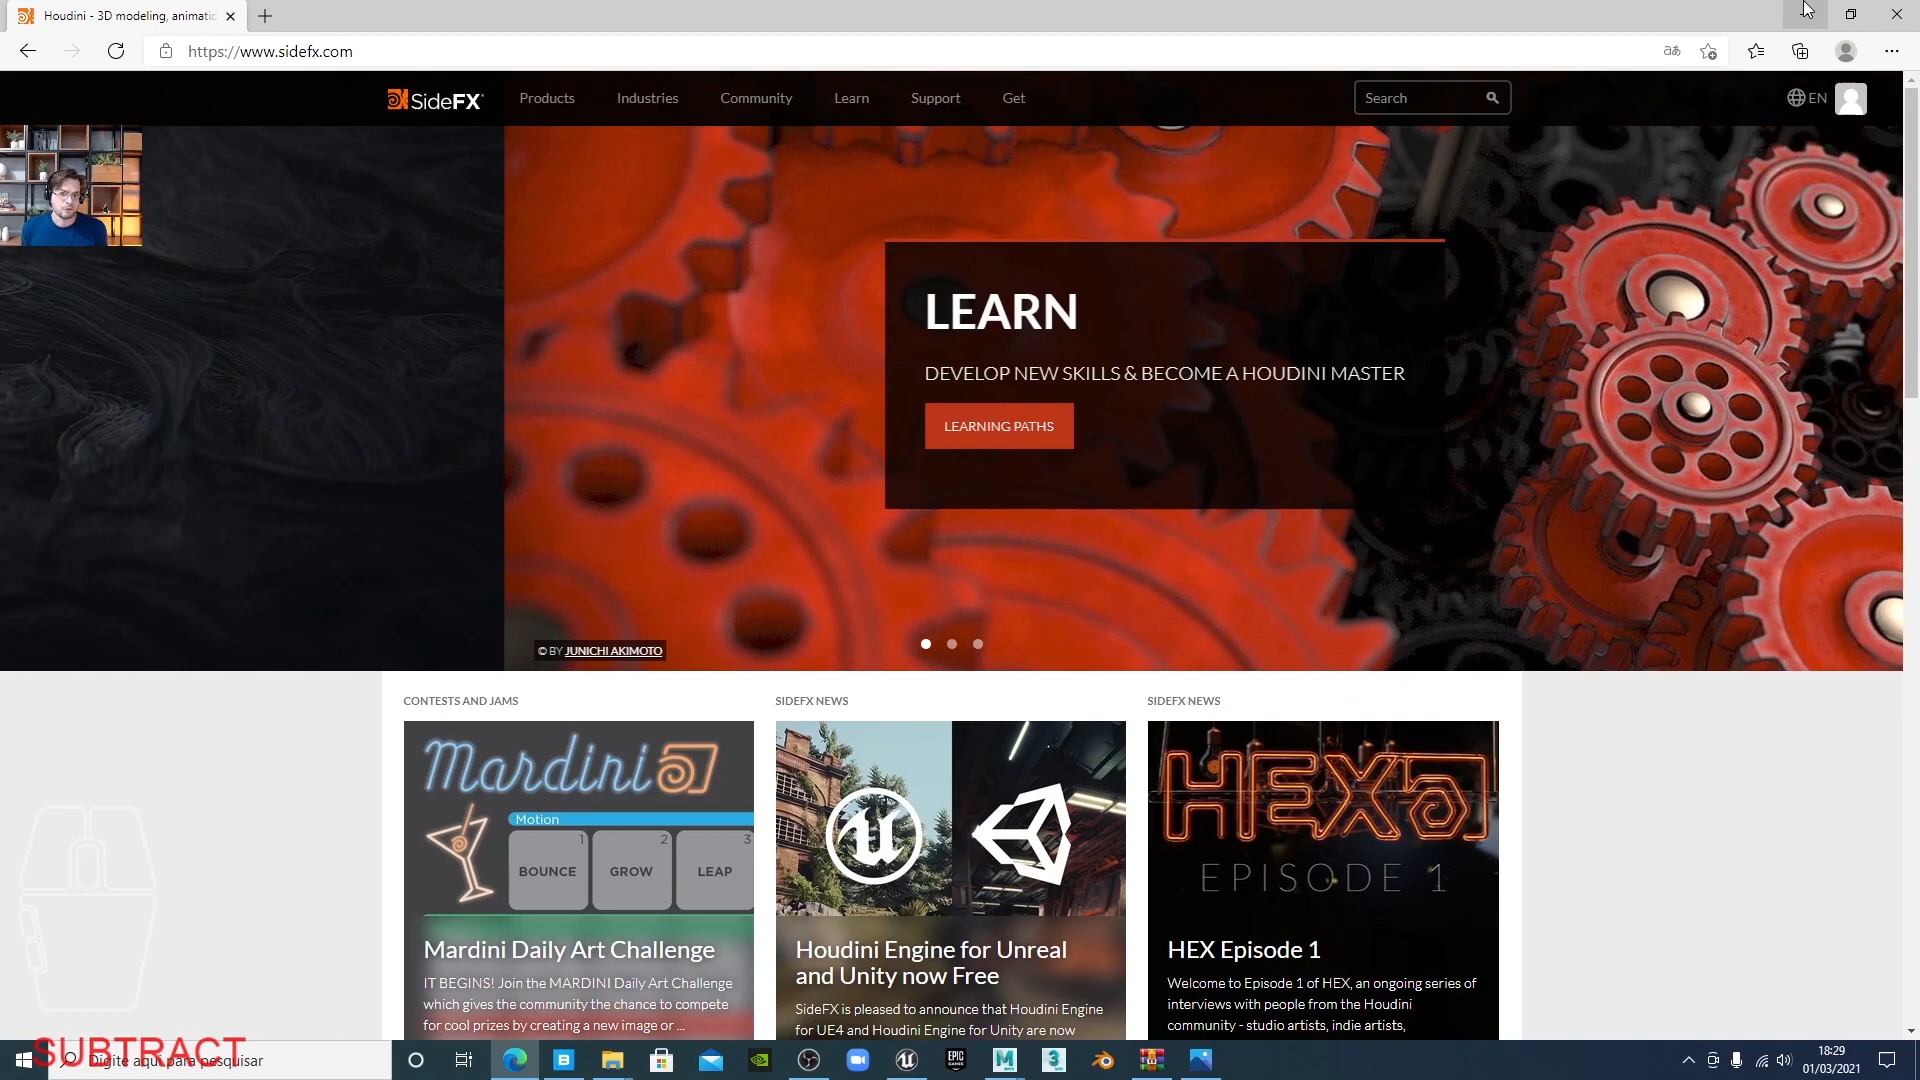 Houdini - 3D modeling, animatic
https://www.sidefx.com
aあ
SideFX
Products
Industries
Community
Learn
Support
Get
Search
EN
LEARN
DEVELOP NEW SKILLS & BECOME A HOUDINI MASTER
LEARNING PATHS
© BY JUNICHI AKIMOTO
CONTESTS AND JAMS
Mardini
Motion
1
BOUNCE
2
GROW
3
LEAP
Mardini Daily Art Challenge
IT BEGINS! Join the MARDINI Daily Art Challenge
which gives the community the chance to compete
for cool prizes by creating a new image or ...
SIDEFX NEWS
Houdini Engine for Unreal
and Unity now Free
SideFX is pleased to announce that Houdini Engine
for UE4 and Houdini Engine for Unity are now
SIDEFX NEWS
HEX
EPISODE 1
HEX Episode 1
Welcome to Episode 1 of HEX, an ongoing series of
interviews with people from the Houdini
community - studio artists, indie artists,
SUBTRACT
Digite aqui para pesquisar
EPIC
GAMES
M
3
18:29
01/03/2021